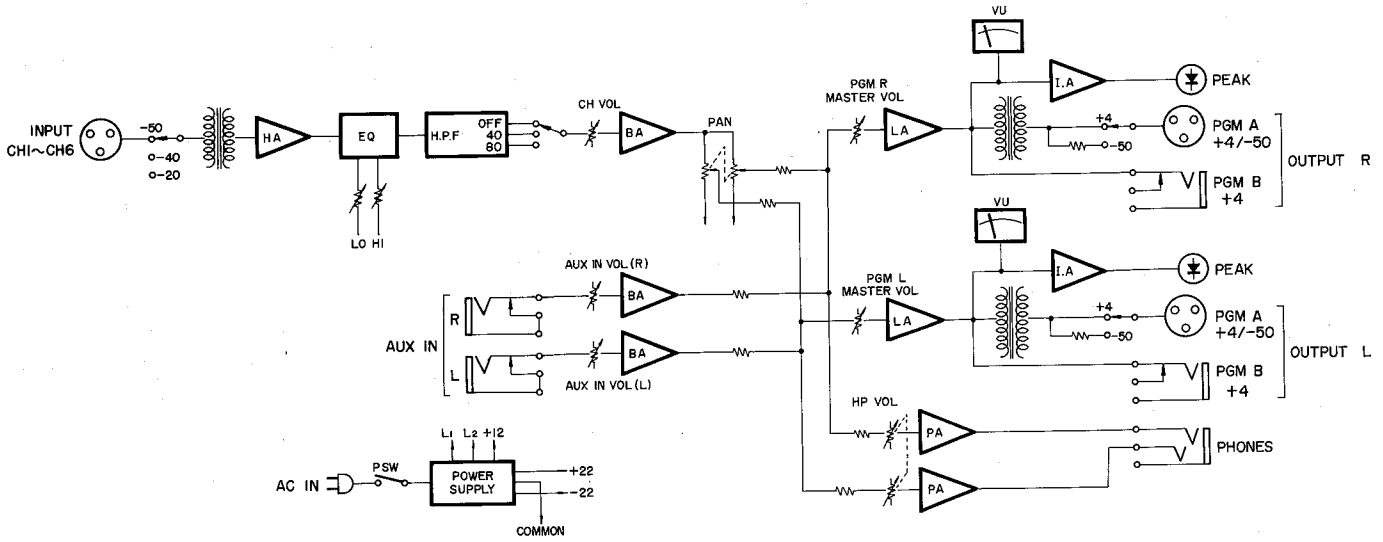 INPUT
CH1~CH6
-50
-40
-20
HA
EQ
LO HI
H.P.F
OFF
40
80
CH VOL
BA
PAN
AUX IN
R
L
AUX IN VOL (R)
BA
BA
AUX IN VOL (L)
PGM R
MASTER VOL
LA
VU
I.A
PEAK
+4
-50
PGM A
+4/-50
PGM B
+4
OUTPUT R
PGM L
MASTER VOL
LA
VU
I.A
PEAK
+4
-50
PGM A
+4/-50
PGM B
+4
OUTPUT L
HP VOL
PA
PA
PHONES
AC IN
PSW
L1 L2 +12
POWER
SUPPLY
+22
-22
COMMON